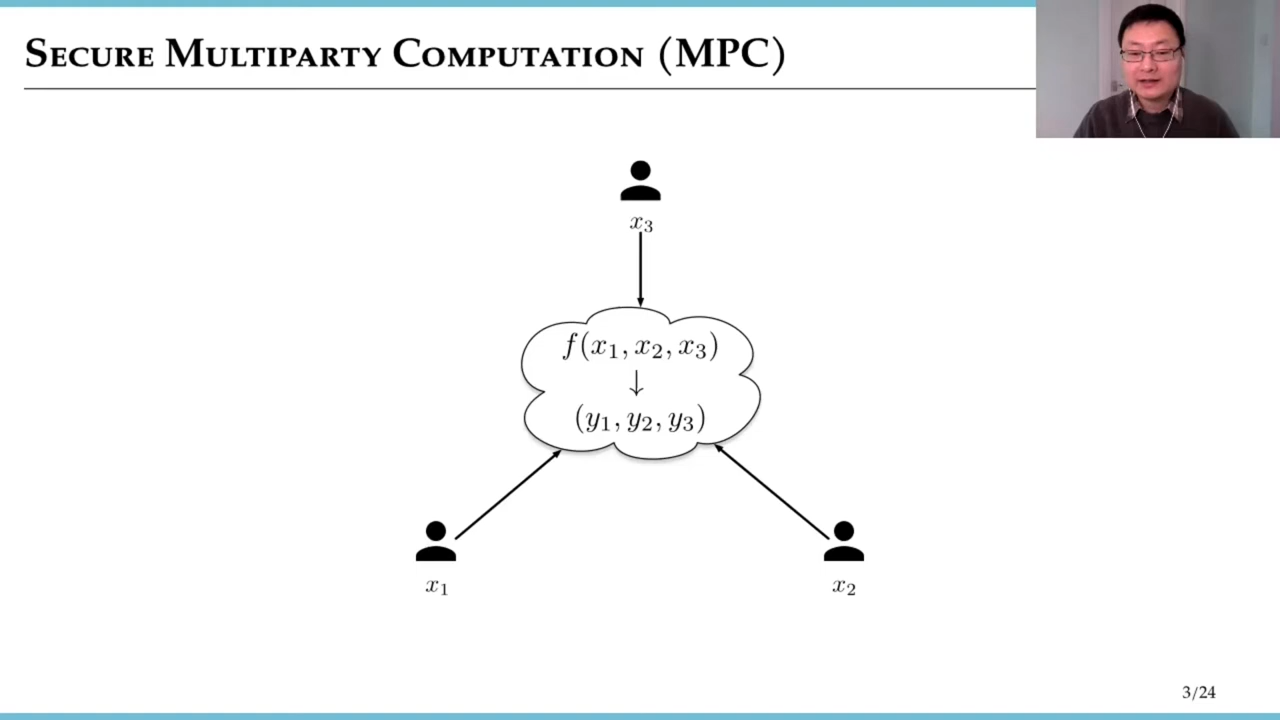 Secure Multiparty Computation (MPC)
x₃
f(x₁, x₂, x₃)
↓
(y₁, y₂, y₃)
x₁
x₂
3/24